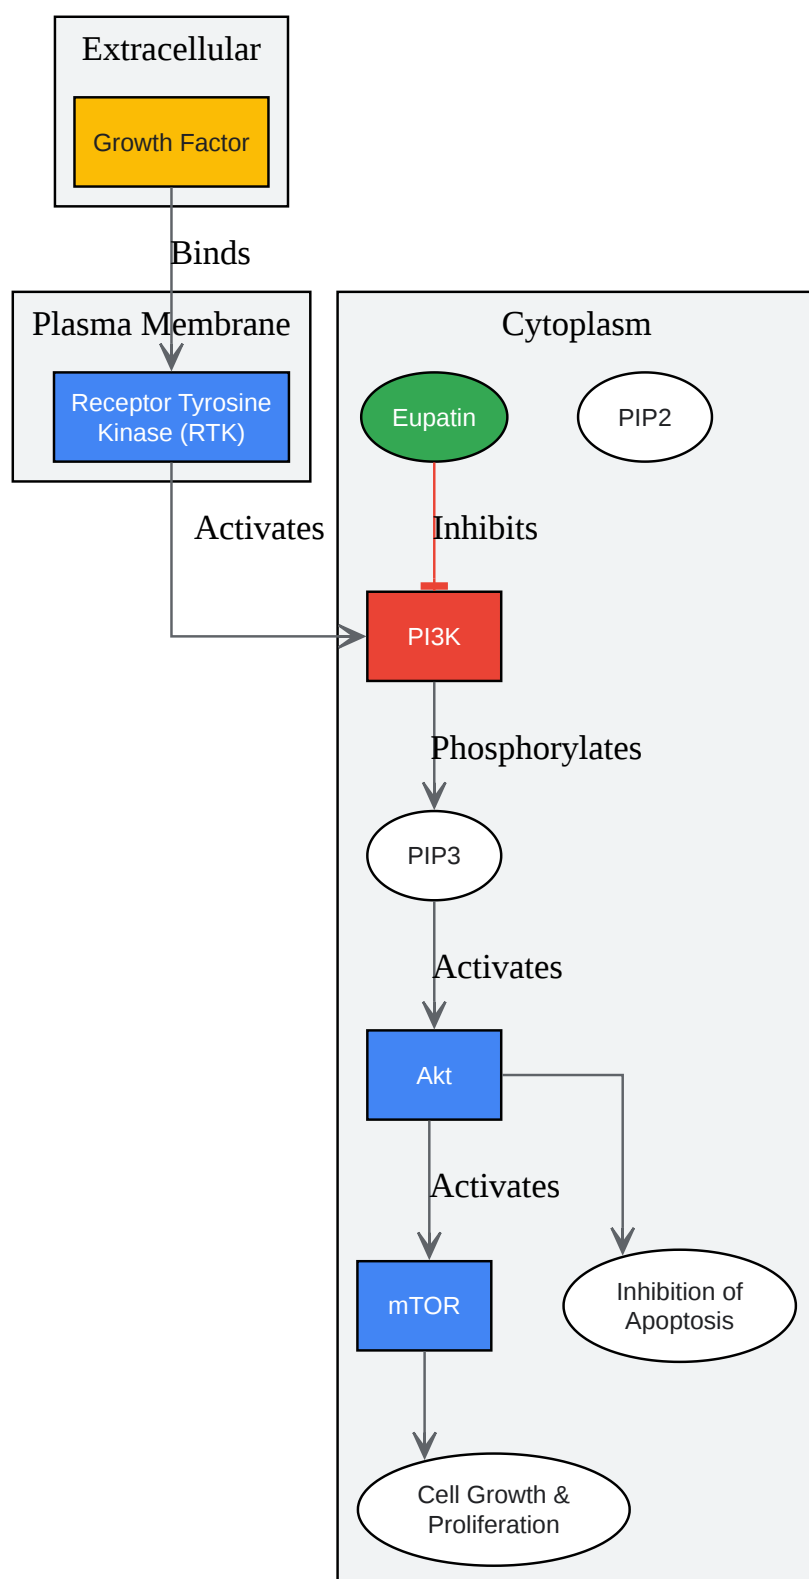 Extracellular
Growth Factor
Binds
Plasma Membrane
Receptor Tyrosine
Kinase (RTK)
Cytoplasm
Eupatin
PIP2
Activates
Inhibits
PI3K
Phosphorylates
PIP3
Activates
Akt
Activates
mTOR
Inhibition of
Apoptosis
Cell Growth &
Proliferation